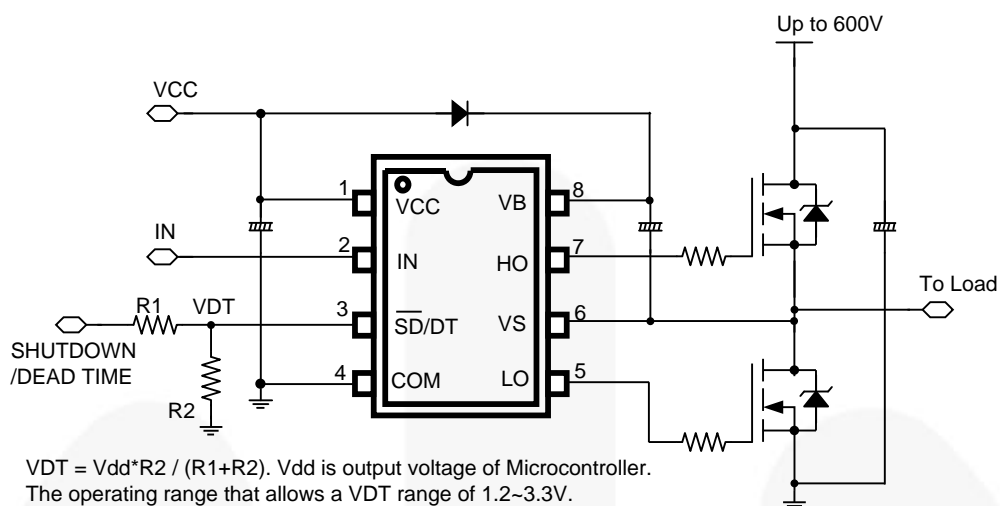 Up to 600V
VCC
1
VCC
VB
8
IN
2
IN
HO
7
R1
VDT
3
SD/DT
VS
6
To Load
SHUTDOWN
/DEAD TIME
R2
4
COM
LO
5
VDT = Vdd*R2 / (R1+R2). Vdd is output voltage of Microcontroller.
The operating range that allows a VDT range of 1.2~3.3V.